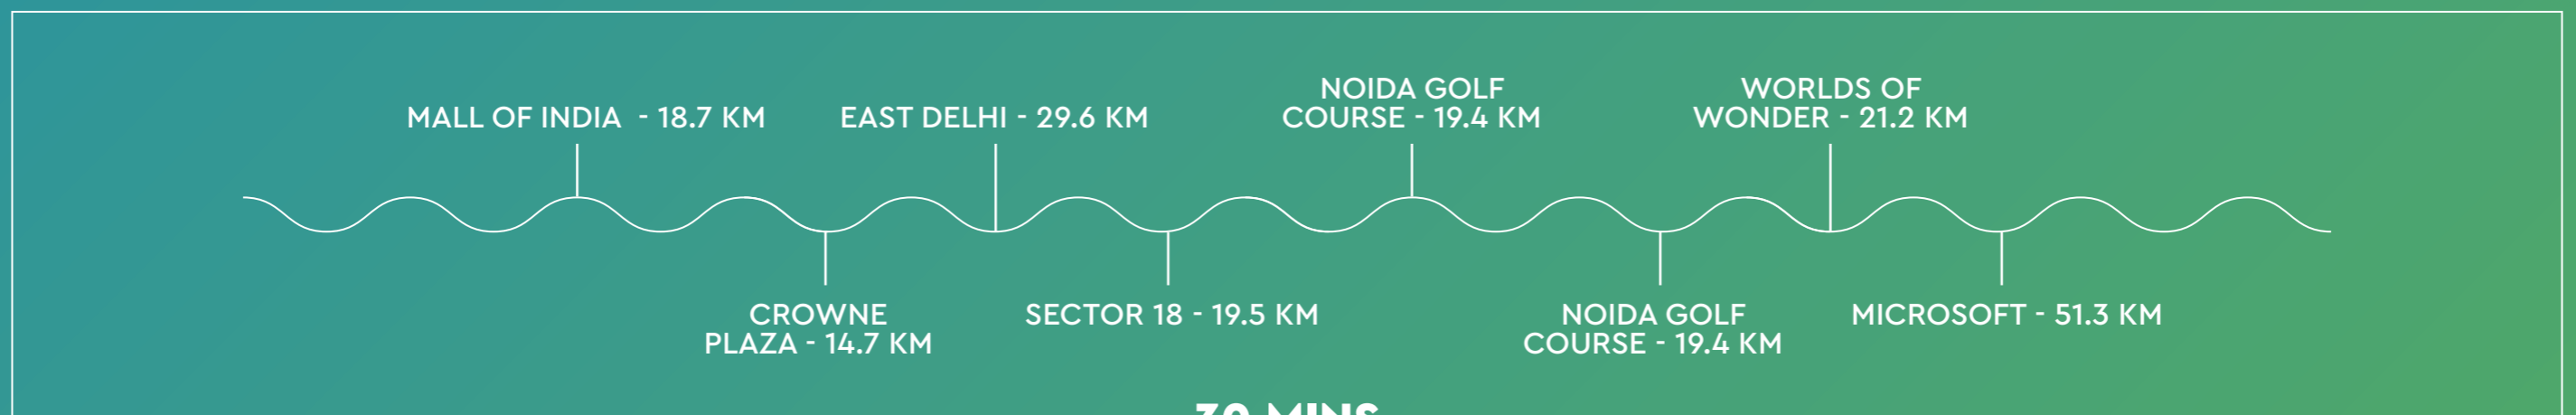 MALL OF INDIA - 18.7 KM
EAST DELHI - 29.6 KM
NOIDA GOLF
COURSE - 19.4 KM
WORLDS OF
WONDER - 21.2 KM
CROWNE
PLAZA - 14.7 KM
SECTOR 18 - 19.5 KM
NOIDA GOLF
COURSE - 19.4 KM
MICROSOFT - 51.3 KM
30 MINS